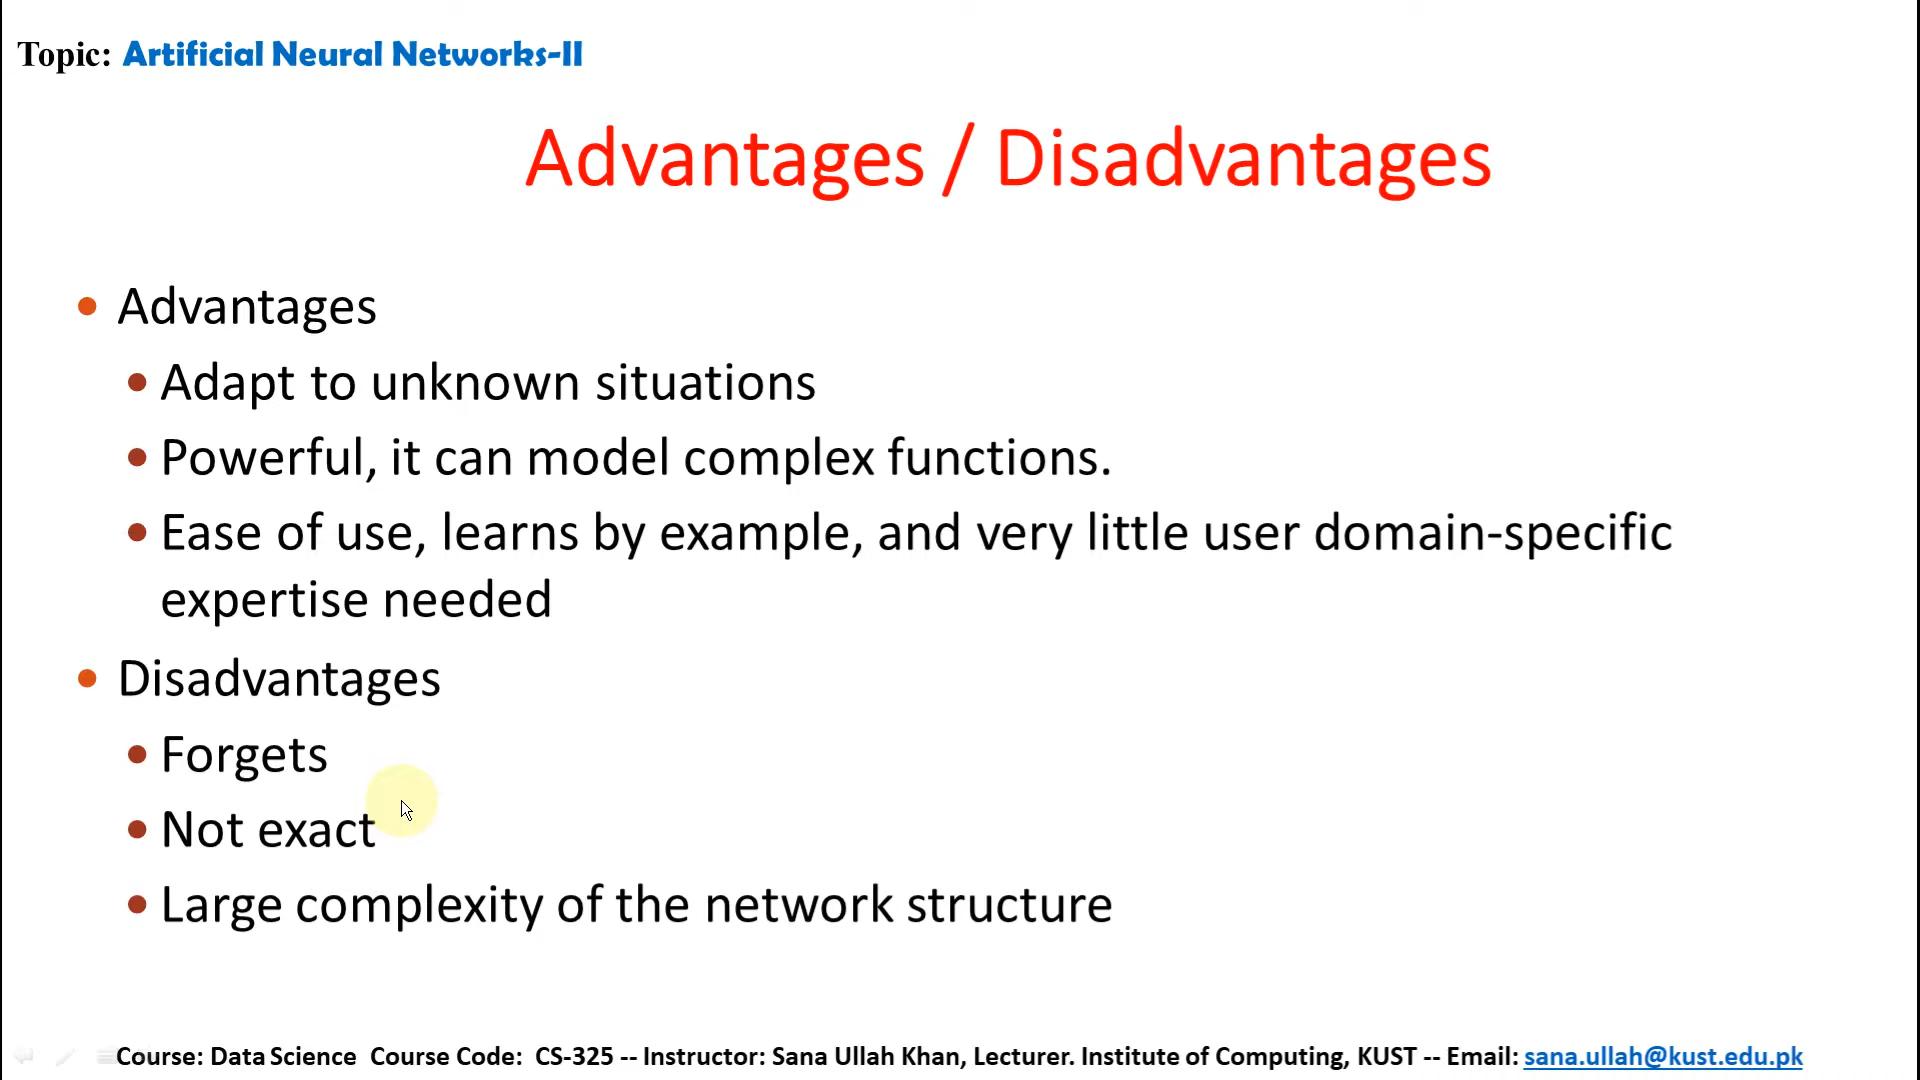 Topic: Artificial Neural Networks-II
Advantages / Disadvantages
• Advantages
• Adapt to unknown situations
• Powerful, it can model complex functions.
• Ease of use, learns by example, and very little user domain-specific
expertise needed
• Disadvantages
• Forgets
• Not exact
• Large complexity of the network structure
Course: Data Science Course Code: CS-325 -- Instructor: Sana Ullah Khan, Lecturer. Institute of Computing, KUST -- Email: sana.ullah@kust.edu.pk